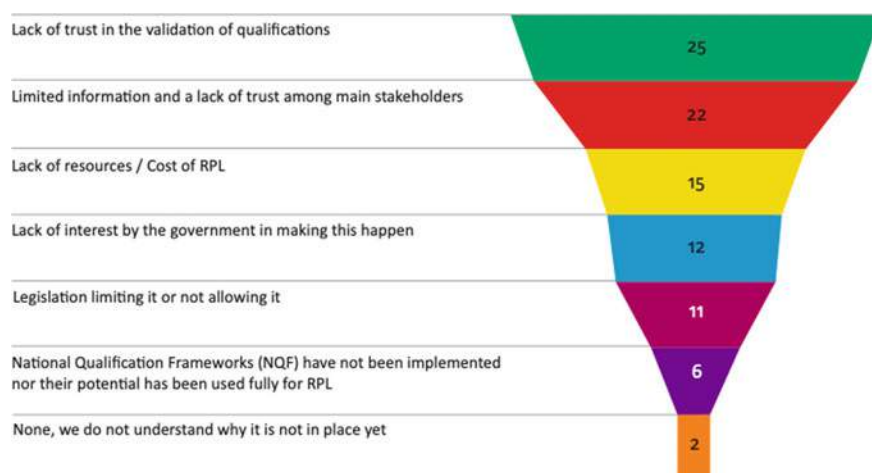 Lack of trust in the validation of qualifications
25
Limited information and a lack of trust among main stakeholders
22
Lack of resources / Cost of RPL
15
Lack of interest by the government in making this happen
12
Legislation limiting it or not allowing it
11
National Qualification Frameworks (NQF) have not been implemented
nor their potential has been used fully for RPL
6
None, we do not understand why it is not in place yet
2